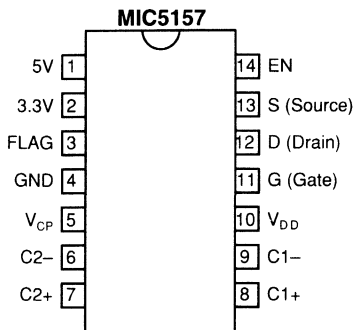 MIC5157
5V 1 14 EN
3.3V 2 13 S (Source)
FLAG 3 12 D (Drain)
GND 4 11 G (Gate)
VCP 5 10 VDD
C2– 6 9 C1–
C2+ 7 8 C1+